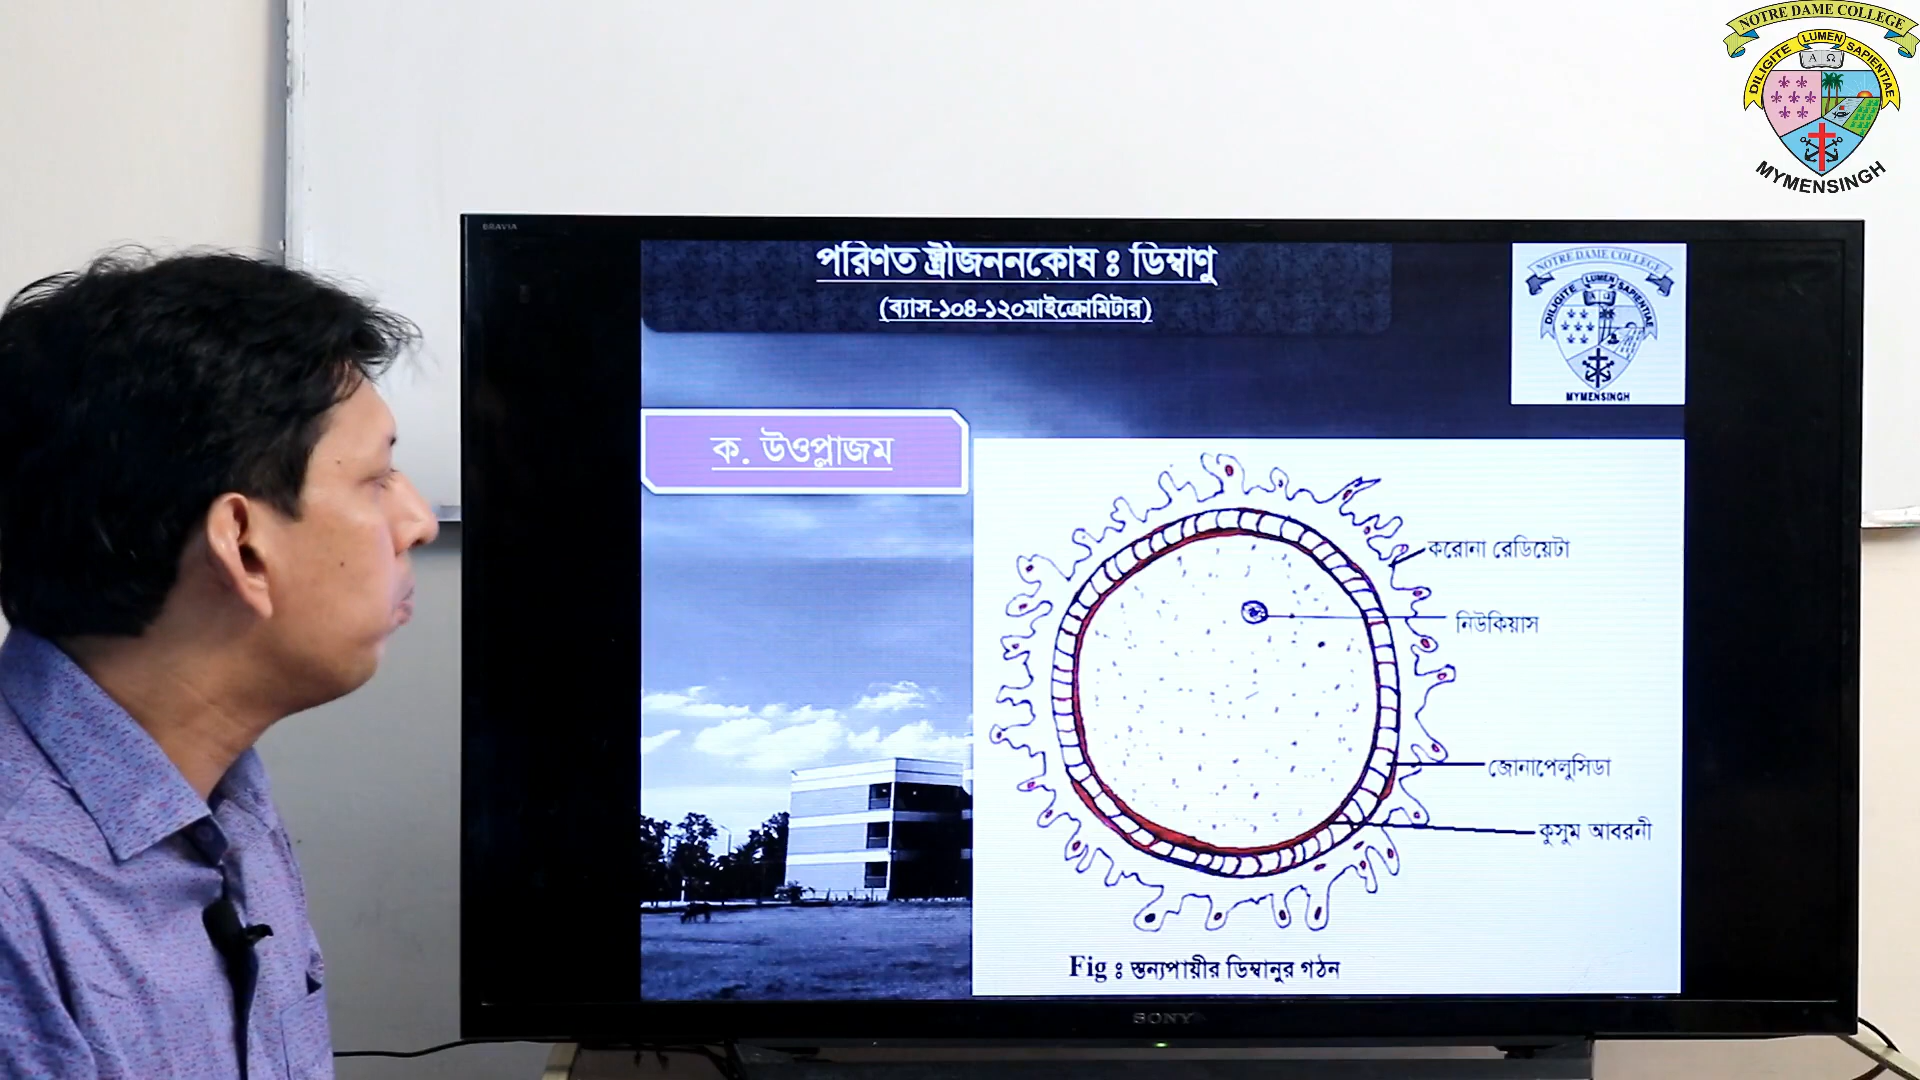 NOTRE DAME COLLEGE
DILIGITE LUMEN SAPIENTIAE
Α Ω
MYMENSINGH
BRAVIA
পরিণত স্ত্রীজননকোষ ঃ ডিম্বাণু
(ব্যাস-১০৪-১২০মাইক্রোমিটার)
NOTRE DAME COLLEGE
DILIGITE LUMEN SAPIENTIAE
Α Ω
MYMENSINGH
ক. উওপ্লাজম
করোনা রেডিয়েটা
নিউকিয়াস
জোনাপেলুসিডা
কুসুম আবরনী
Fig ঃ স্তন্যপায়ীর ডিম্বানুর গঠন
SONY